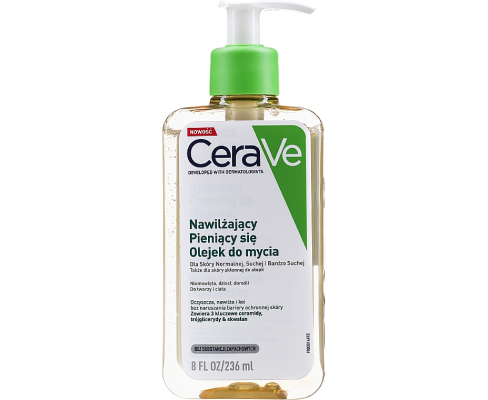 NOWOŚĆ
CeraVe
DEVELOPED WITH DERMATOLOGISTS
Nawilżający
Pieniący się
Olejek do mycia
Dla Skóry Normalnej, Suchej i Bardzo Suchej
Także dla skóry skłonnej do atopii
Niemowlęta, dzieci, dorośli
Do twarzy i ciała
Oczyszcza, nawilża i koi
bez naruszania bariery ochronnej skóry
Zawiera 3 kluczowe ceramidy,
trójglicerydy & skwalan
BEZ SUBSTANCJI ZAPACHOWYCH
8 FL OZ/236 ml